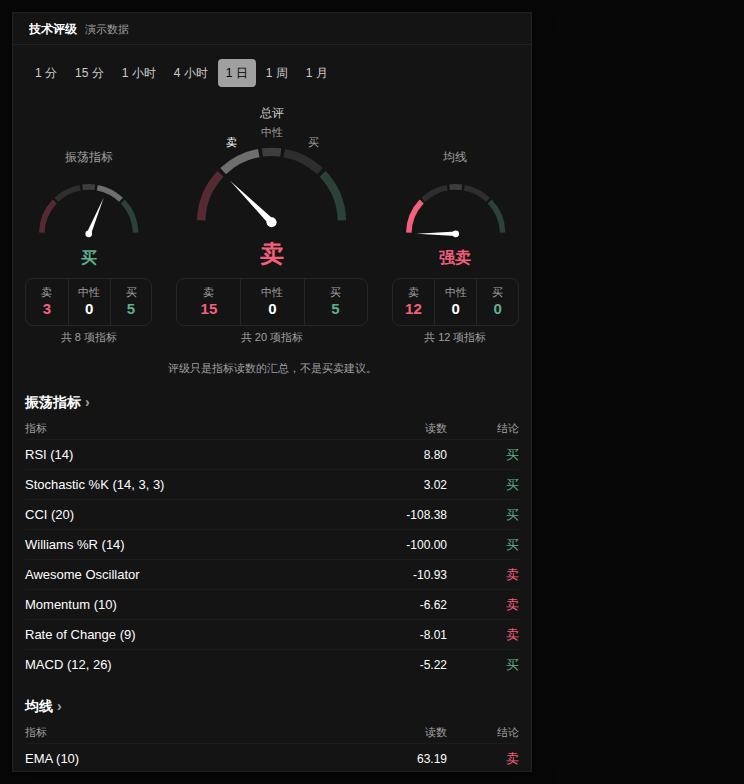 技术评级 演示数据
1 分 15 分 1 小时 4 小时 1 日 1 周 1 月
总评
卖 中性 买
振荡指标
均线
买
卖
强卖
卖 中性 买
3 0 5
共 8 项指标
卖 中性 买
15 0 5
共 20 项指标
卖 中性 买
12 0 0
共 12 项指标
评级只是指标读数的汇总，不是买卖建议。
振荡指标 ›
指标 读数 结论
RSI (14) 8.80 买
Stochastic %K (14, 3, 3) 3.02 买
CCI (20) -108.38 买
Williams %R (14) -100.00 买
Awesome Oscillator -10.93 卖
Momentum (10) -6.62 卖
Rate of Change (9) -8.01 卖
MACD (12, 26) -5.22 买
均线 ›
指标 读数 结论
EMA (10) 63.19 卖